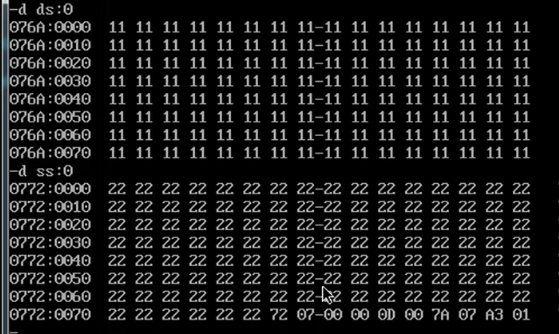 -d ds:0
076A:0000 11 11 11 11 11 11 11 11-11 11 11 11 11 11 11 11
076A:0010 11 11 11 11 11 11 11 11-11 11 11 11 11 11 11 11
076A:0020 11 11 11 11 11 11 11 11-11 11 11 11 11 11 11 11
076A:0030 11 11 11 11 11 11 11 11-11 11 11 11 11 11 11 11
076A:0040 11 11 11 11 11 11 11 11-11 11 11 11 11 11 11 11
076A:0050 11 11 11 11 11 11 11 11-11 11 11 11 11 11 11 11
076A:0060 11 11 11 11 11 11 11 11-11 11 11 11 11 11 11 11
076A:0070 11 11 11 11 11 11 11 11-11 11 11 11 11 11 11 11
-d ss:0
0772:0000 22 22 22 22 22 22 22 22-22 22 22 22 22 22 22 22
0772:0010 22 22 22 22 22 22 22 22-22 22 22 22 22 22 22 22
0772:0020 22 22 22 22 22 22 22 22-22 22 22 22 22 22 22 22
0772:0030 22 22 22 22 22 22 22 22-22 22 22 22 22 22 22 22
0772:0040 22 22 22 22 22 22 22 22-22 22 22 22 22 22 22 22
0772:0050 22 22 22 22 22 22 22 22-22 22 22 22 22 22 22 22
0772:0060 22 22 22 22 22 22 22 22-22 22 22 22 22 22 22 22
0772:0070 22 22 22 22 22 22 72 07-00 00 0D 00 7A 07 A3 01